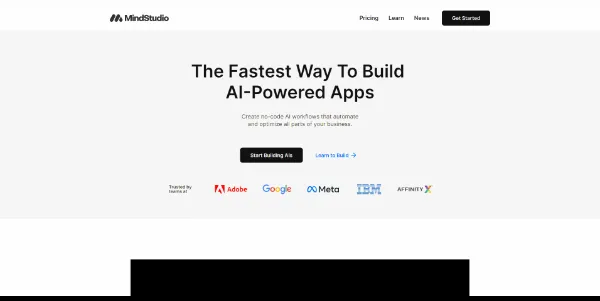 MindStudio
Pricing Learn News Get Started
The Fastest Way To Build
AI-Powered Apps
Create no-code AI workflows that automate
and optimize all parts of your business.
Start Building AIs Learn to Build →
Trusted by
teams at
Adobe Google Meta IBM AFFINITY